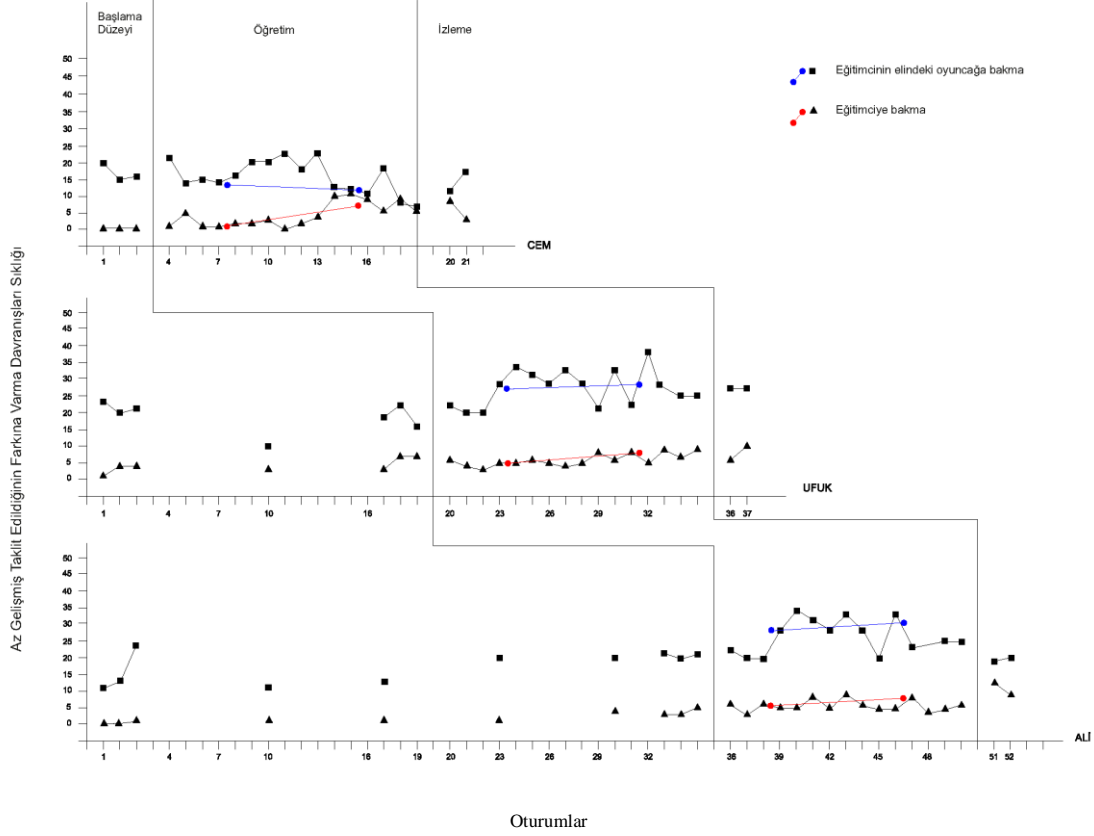 Başlama
Düzeyi
Öğretim
İzleme
50
45
40
35
30
25
20
15
10
5
0
1 1 4 7 10 13 16 20 21
CEM
Eğitimcinin elindeki oyuncağa bakma
Eğitimciye bakma
50
45
40
35
30
25
20
15
10
5
0
1 4 7 10 16 20 23 26 29 32 36 37
UFUK
50
45
40
35
30
25
20
15
10
5
0
1 4 7 10 17 19 20 23 26 29 32 36 39 42 45 48 51 52
ALİ
Az Gelişmiş Taklit Edildiğinin Farkına Varma Davranışları Sıklığı
Oturumlar